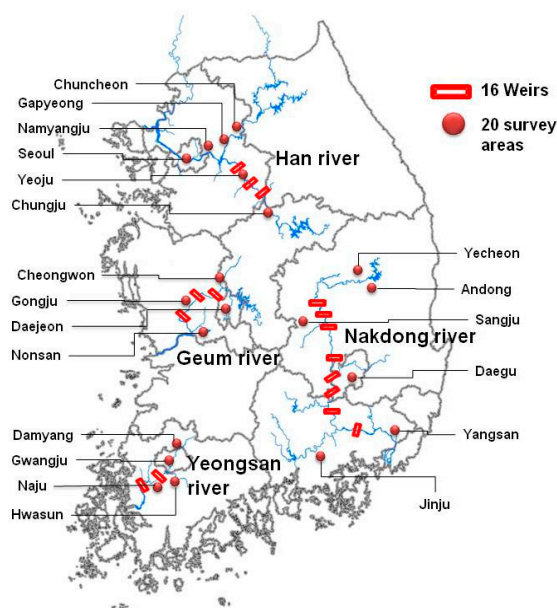 Chuncheon
Gapyeong
Namyangju
Seoul
Yeoju
Chungju
Han river
16 Weirs
20 survey
areas
Cheongwon
Gongju
Daejeon
Nonsan
Geum river
Yecheon
Andong
Sangju
Nakdong river
Daegu
Yangsan
Jinju
Damyang
Gwangju
Naju
Hwasun
Yeongsan
river